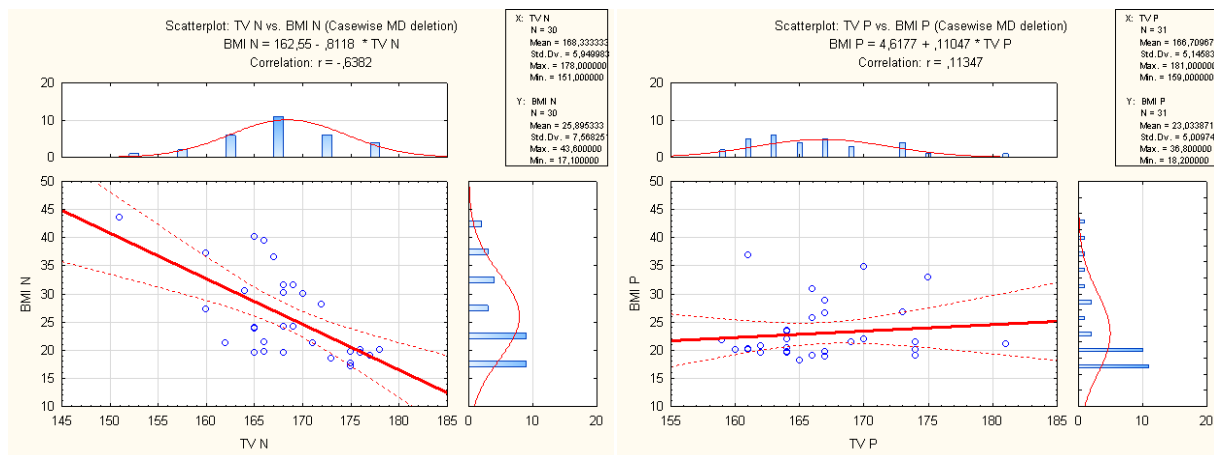 Scatterplot: TV N vs. BMI N (Casewise MD deletion)
BMI N = 162,55 - ,8118 * TV N
Correlation: r = -,6382
X: TV N
N = 30
Mean = 168,333333
Std.Dv. = 5,949983
Max. = 178,000000
Min. = 151,000000
Y: BMI N
N = 30
Mean = 25,895333
Std.Dv. = 7,568251
Max. = 43,600000
Min. = 17,100000
20
10
0
50
45
40
35
30
25
20
15
10
BMI N
145 150 155 160 165 170 175 180 185
TV N
0 10 20
Scatterplot: TV P vs. BMI P (Casewise MD deletion)
BMI P = 4,6177 + ,11047 * TV P
Correlation: r = ,11347
X: TV P
N = 31
Mean = 166,70967
Std.Dv. = 5,14583
Max. = 181,000000
Min. = 159,000000
Y: BMI P
N = 31
Mean = 23,033871
Std.Dv. = 5,00974
Max. = 36,800000
Min. = 18,200000
20
10
0
50
45
40
35
30
25
20
15
10
BMI P
155 160 165 170 175 180 185
TV P
0 10 20